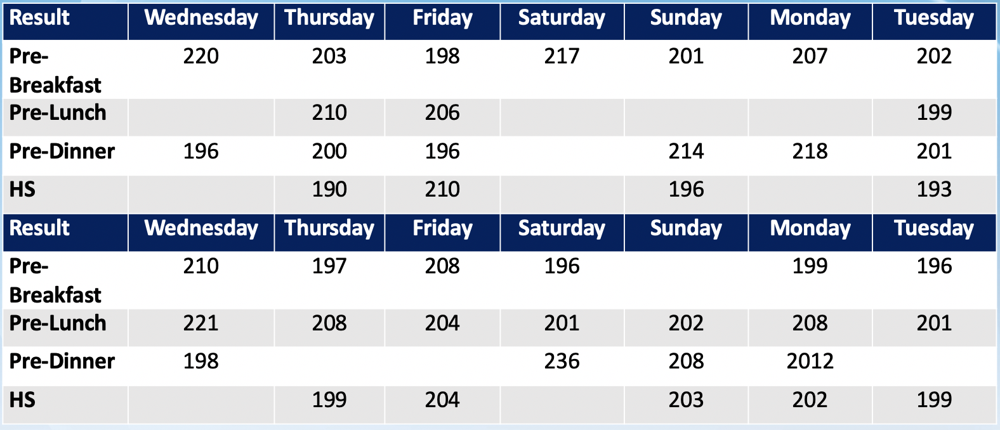 Result Wednesday Thursday Friday Saturday Sunday Monday Tuesday
Pre-
Breakfast 220 203 198 217 201 207 202
Pre-Lunch 210 206 199
Pre-Dinner 196 200 196 214 218 201
HS 190 210 196 193
Result Wednesday Thursday Friday Saturday Sunday Monday Tuesday
Pre-
Breakfast 210 197 208 196 199 196
Pre-Lunch 221 208 204 201 202 208 201
Pre-Dinner 198 236 208 2012
HS 199 204 203 202 199